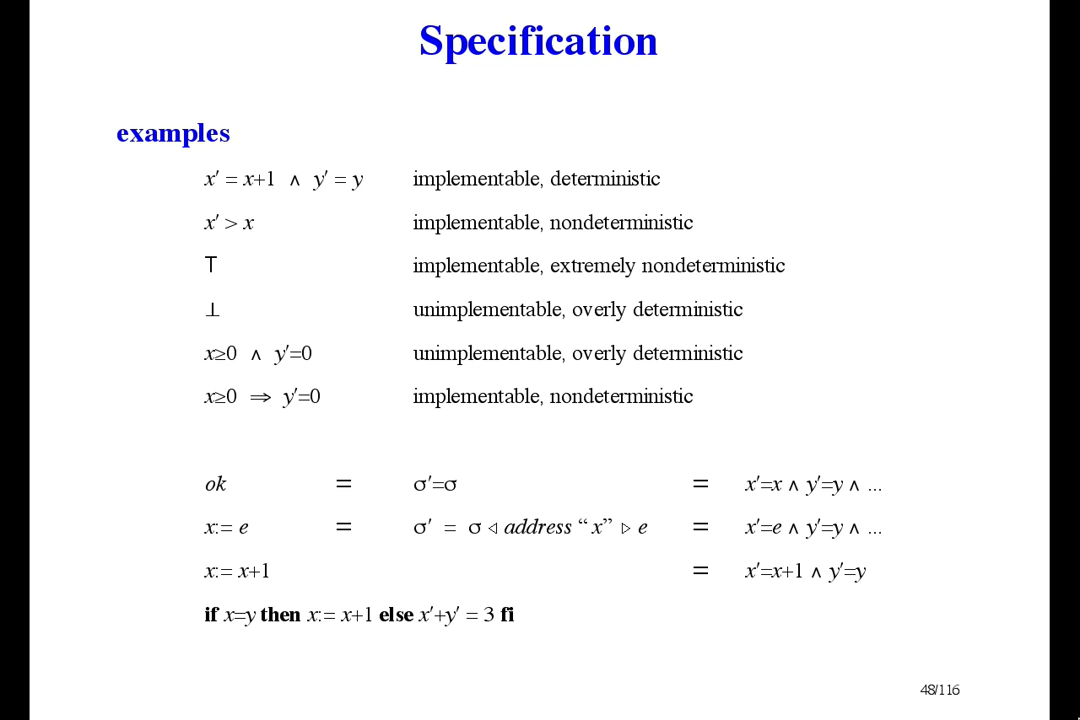 Specification
examples
x′ = x+1 ∧ y′ = y implementable, deterministic
x′ > x implementable, nondeterministic
⊤ implementable, extremely nondeterministic
⊥ unimplementable, overly deterministic
x≥0 ∧ y′=0 unimplementable, overly deterministic
x≥0 ⇒ y′=0 implementable, nondeterministic
ok = σ′=σ = x′=x ∧ y′=y ∧ ...
x:= e = σ′ = σ ◃ address “x” ▹ e = x′=e ∧ y′=y ∧ ...
x:= x+1 = x′=x+1 ∧ y′=y
if x=y then x:= x+1 else x′+y′ = 3 fi
48/116